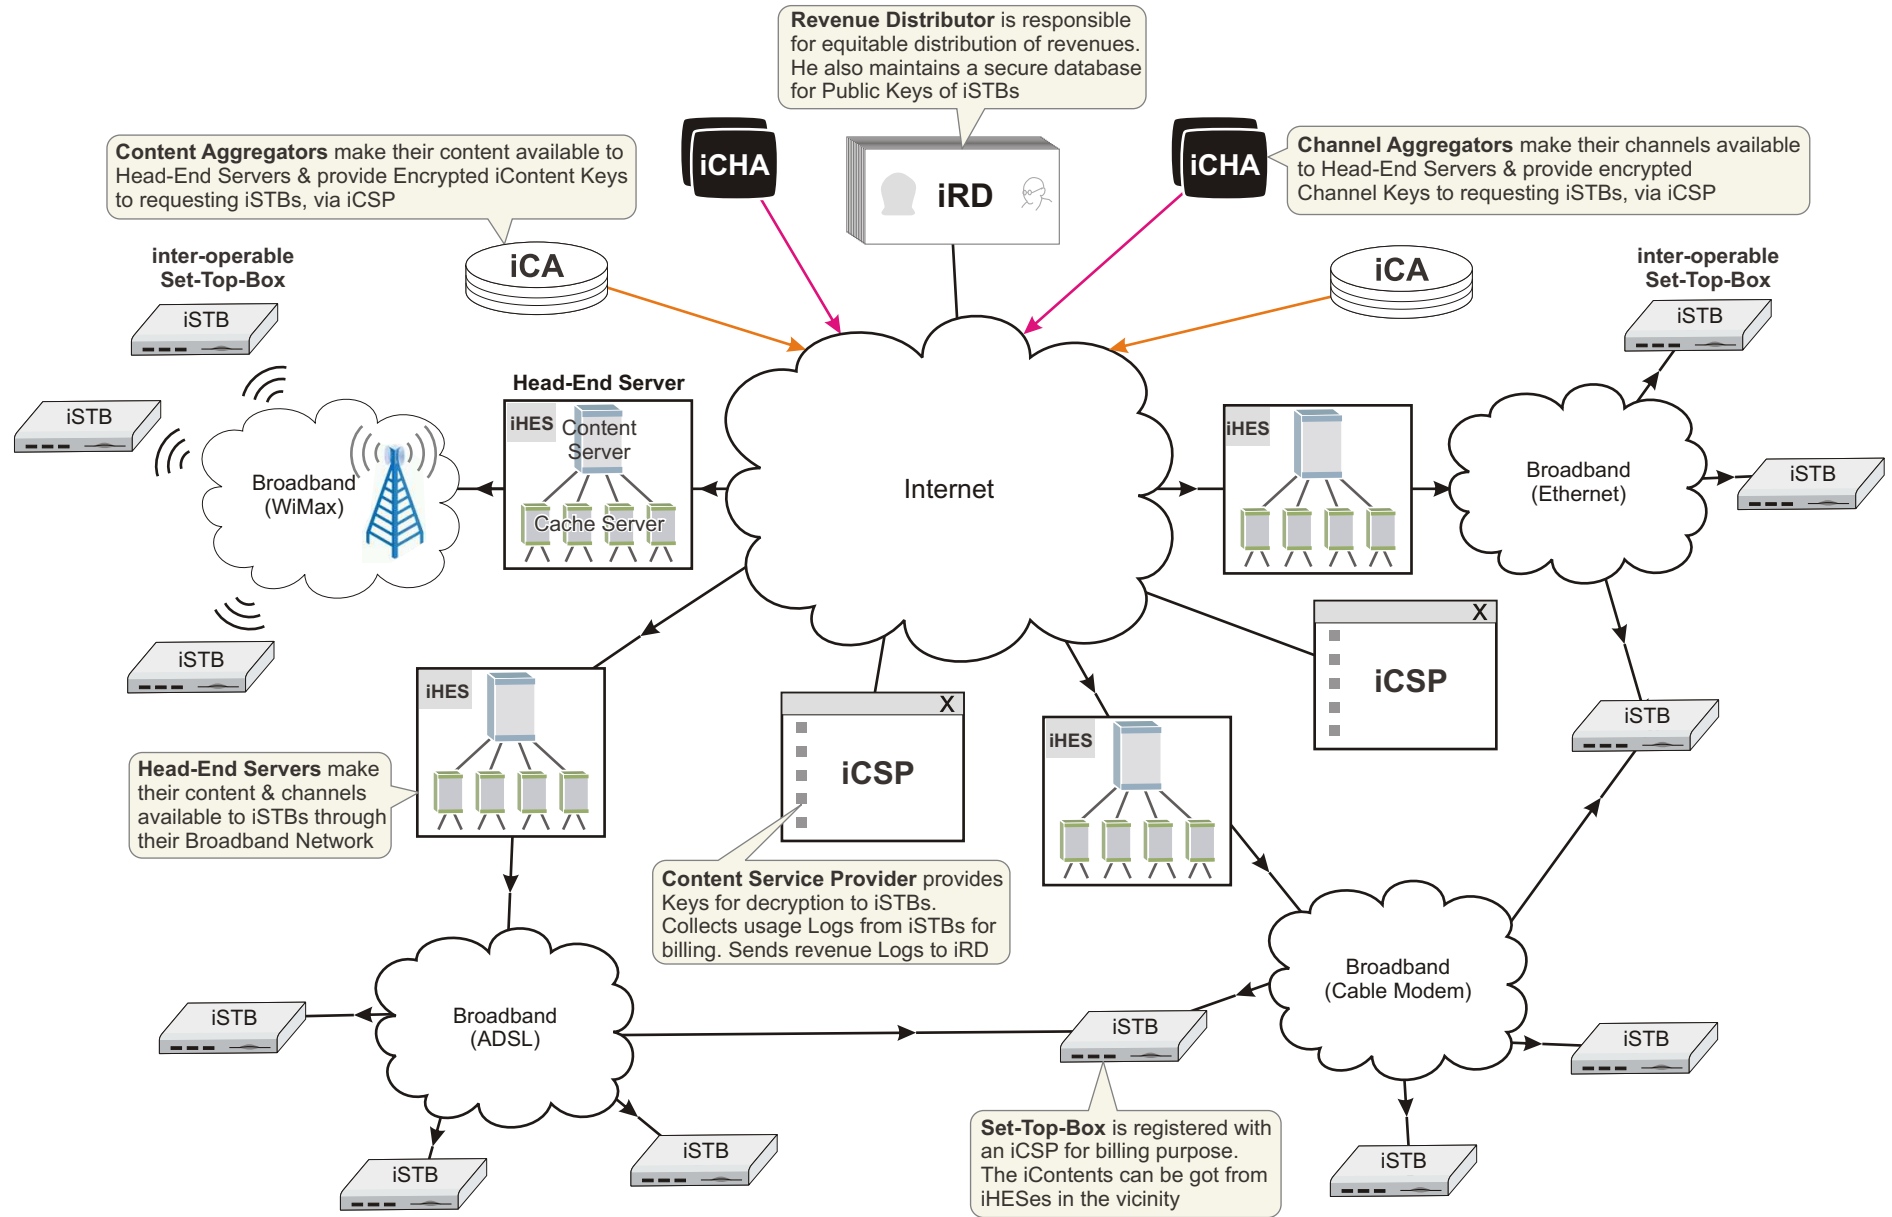 Revenue Distributor is responsible
for equitable distribution of revenues.
He also maintains a secure database
for Public Keys of iSTBs
Content Aggregators make their content available to
Head-End Servers & provide Encrypted iContent Keys
to requesting iSTBs, via iCSP
iCHA
iRD
iCHA
Channel Aggregators make their channels available
to Head-End Servers & provide encrypted
Channel Keys to requesting iSTBs, via iCSP
inter-operable
Set-Top-Box
iCA
iCA
inter-operable
Set-Top-Box
iSTB
iSTB
iSTB
Head-End Server
iHES
Content
Server
Cache Server
Broadband
(WiMax)
Internet
iHES
Broadband
(Ethernet)
iSTB
iSTB
iHES
X
iCSP
X
iCSP
iHES
iSTB
Head-End Servers make
their content & channels
available to iSTBs through
their Broadband Network
Content Service Provider provides
Keys for decryption to iSTBs.
Collects usage Logs from iSTBs for
billing. Sends revenue Logs to iRD
Broadband
(Cable Modem)
iSTB
Broadband
(ADSL)
iSTB
iSTB
Set-Top-Box is registered with
an iCSP for billing purpose.
The iContents can be got from
iHESes in the vicinity
iSTB
iSTB
iSTB